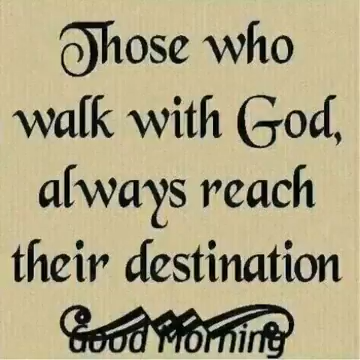 Those who
walk with God,
always reach
their destination
Good Morning